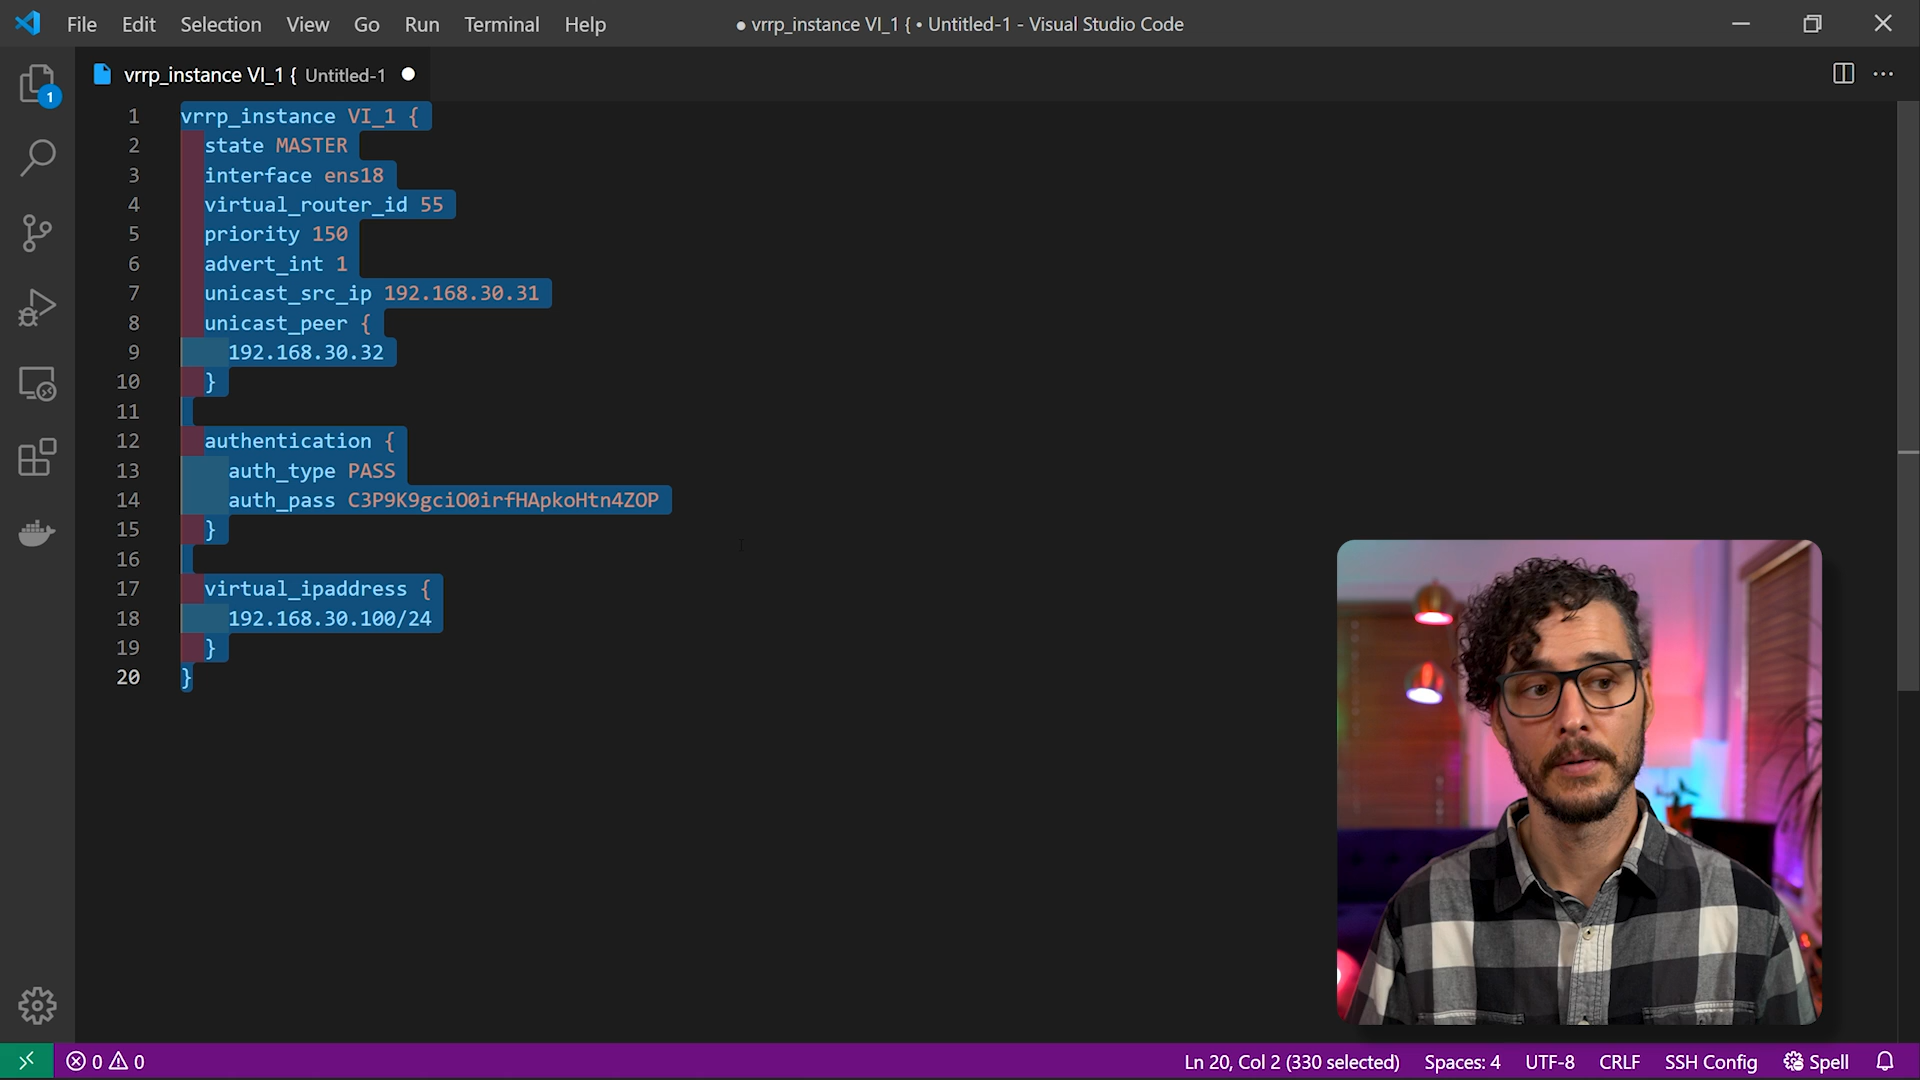 File Edit Selection View Go Run Terminal Help
● vrrp_instance VI_1 { • Untitled-1 - Visual Studio Code
vrrp_instance VI_1 { Untitled-1
1
1 vrrp_instance VI_1 {
2 state MASTER
3 interface ens18
4 virtual_router_id 55
5 priority 150
6 advert_int 1
7 unicast_src_ip 192.168.30.31
8 unicast_peer {
9 192.168.30.32
10 }
11
12 authentication {
13 auth_type PASS
14 auth_pass C3P9K9gciO0irfHApkoHtn4ZOP
15 }
16
17 virtual_ipaddress {
18 192.168.30.100/24
19 }
20 }
0 0 Ln 20, Col 2 (330 selected) Spaces: 4 UTF-8 CRLF SSH Config Spell